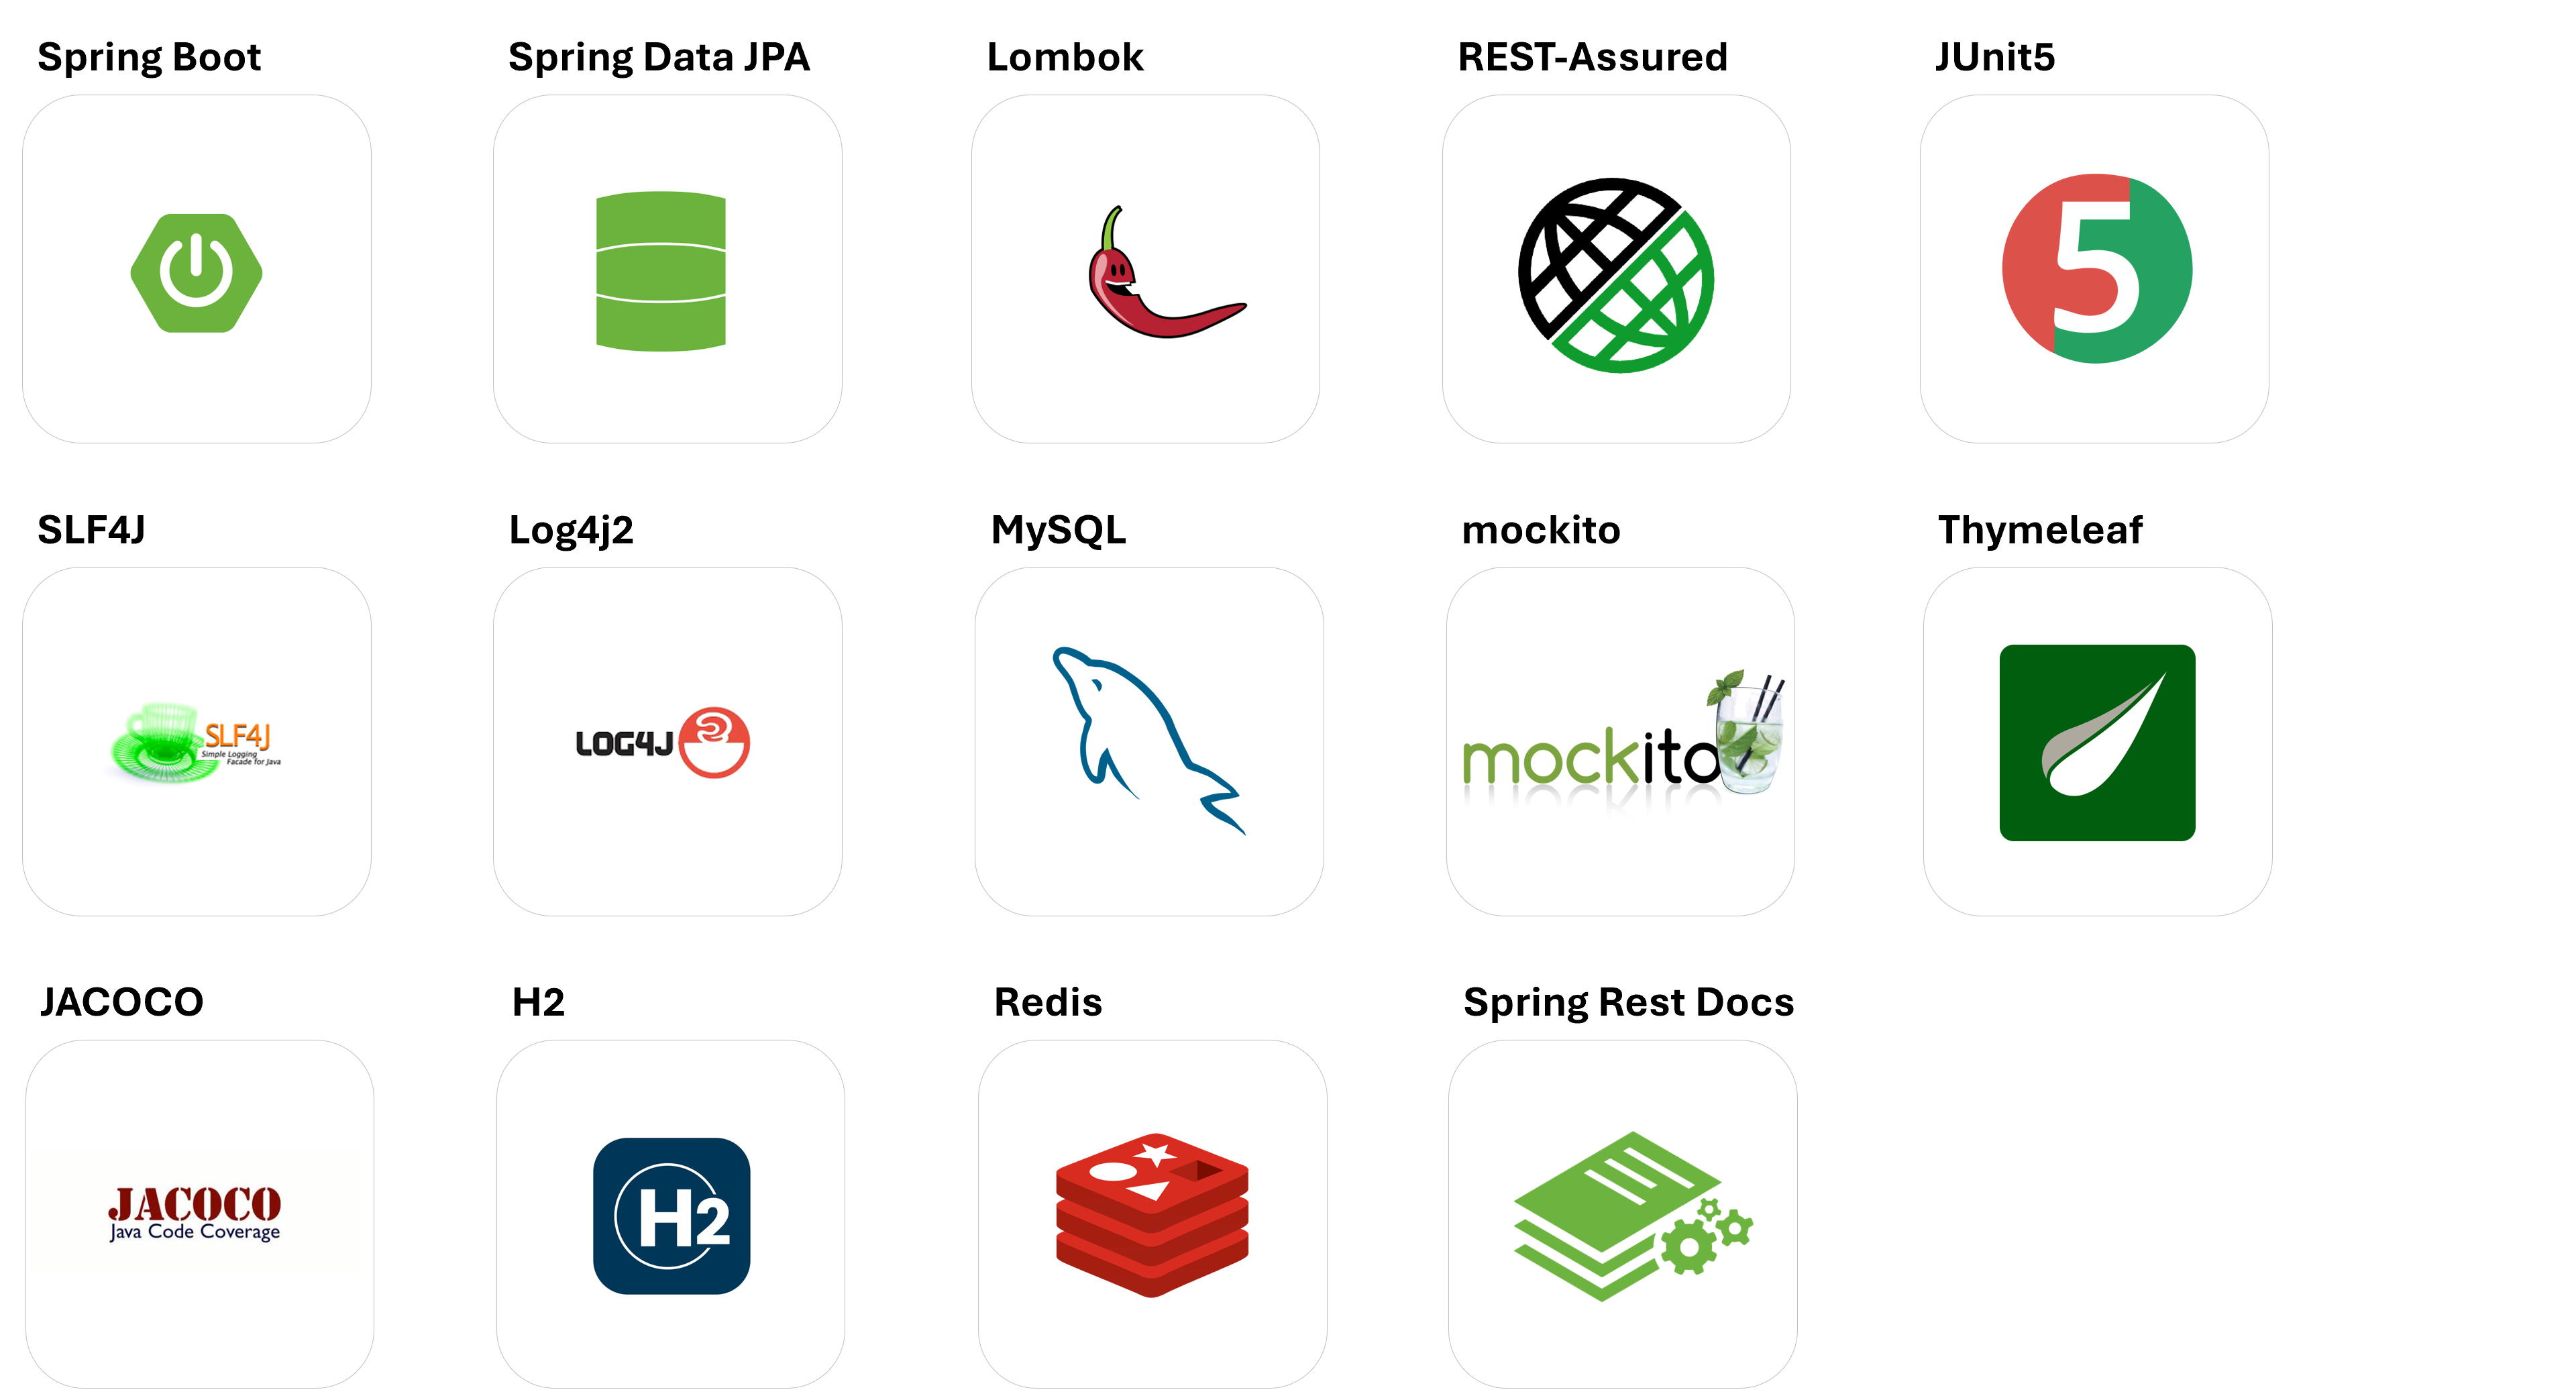 Spring Boot
Spring Data JPA
Lombok
REST-Assured
JUnit5
5
SLF4J
Log4j2
MySQL
mockito
Thymeleaf
SLF4J
Simple Logging
Facade for Java
LOG4J
mockito
JACOCO
H2
Redis
Spring Rest Docs
JACOCO
Java Code Coverage
H2